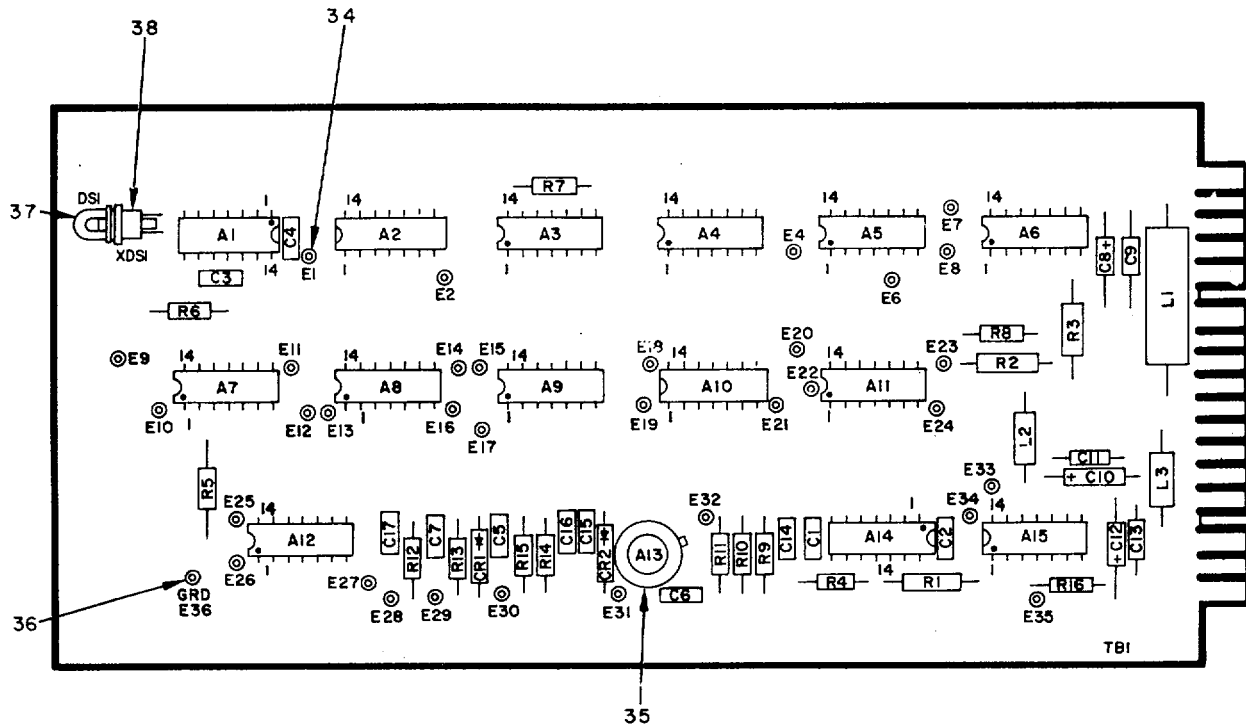 34
38
R7
DS1
37
1
14
14
14
14
14
E7
A1
C4
A2
A3
A4
E4
A5
A6
C8+
C9
L1
XDS1
14
E1
1
1
1
1
E8
1
C3
E2
E6
R6
R3
E9
14
E11
14
E14
E15
14
E18
14
E20
14
E23
R8
R2
A7
A8
A9
A10
E22
A11
E10
1
E12
E13
1
E16
E17
1
E19
1
E21
1
E24
L2
C11
+ C10
L3
R5
E25
14
E32
1
E34
E33
14
A12
C17
R12
C7
R13
CR1
C5
R15
R14
C16
C15
CR2
A13
R11
R10
R9
C14
C1
A14
C2
A15
+C12
C13
E26
1
14
1
GRD
E36
E27
E28
E29
E30
E31
C6
R4
R1
R16
E35
36
TB1
35